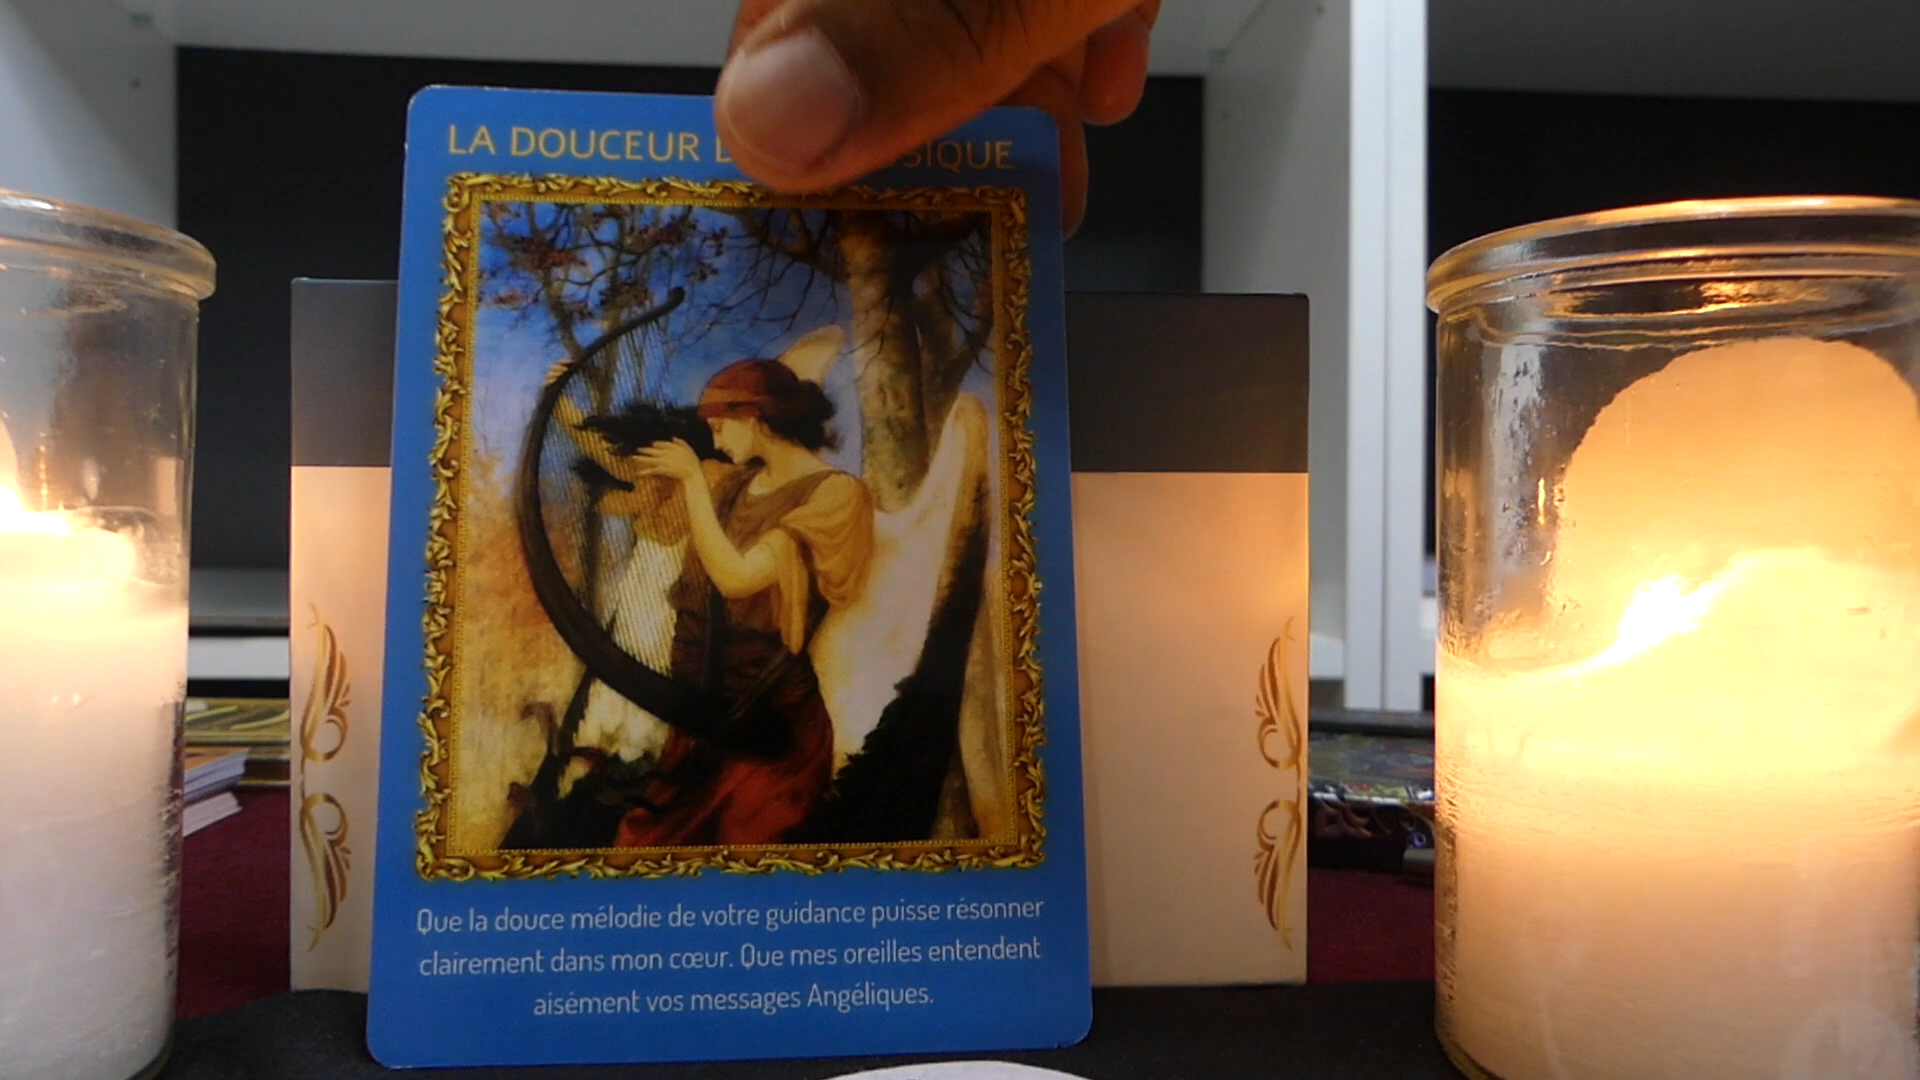 LA DOUCEUR
Que la douce mélodie de votre guidance puisse résonner
clairement dans mon cœur. Que mes oreilles entendent
aisément vos messages Angéliques.